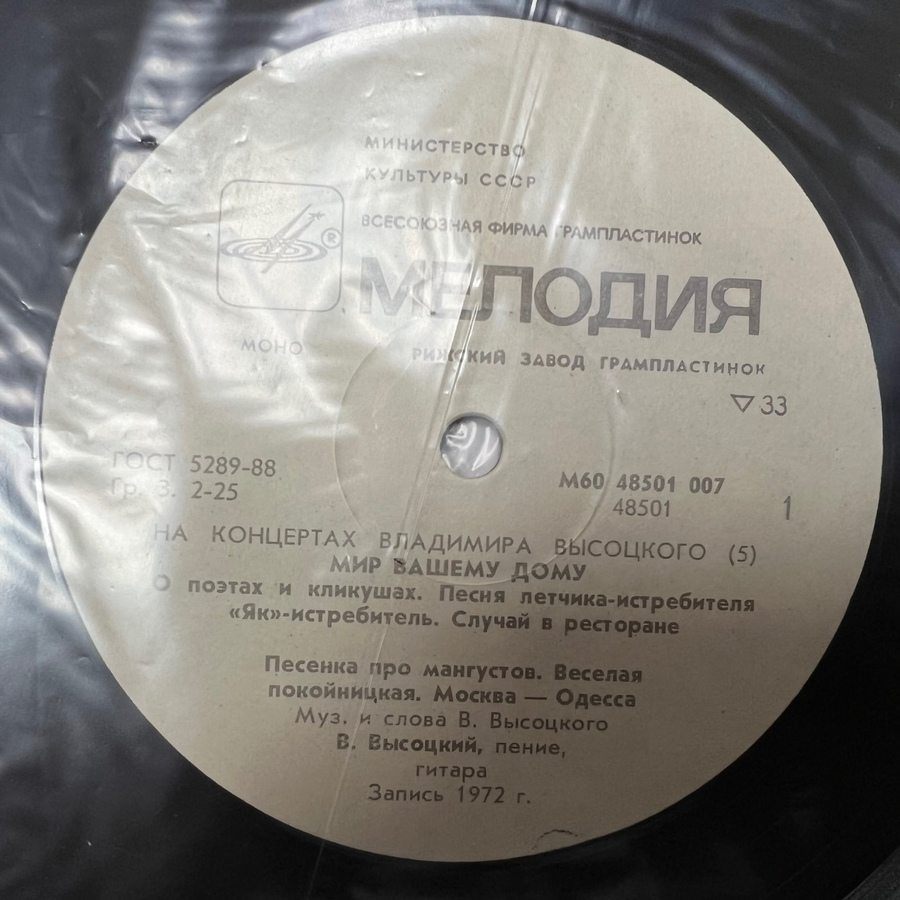 МИНИСТЕРСТВО
КУЛЬТУРЫ СССР
ВСЕСОЮЗНАЯ ФИРМА ГРАМПЛАСТИНОК
®
МЕЛОДИЯ
МОНО
РИЖСКИЙ ЗАВОД ГРАМПЛАСТИНОК
▽ 33
ГОСТ 5289-88
Гр. 3. 2-25
М60 48501 007
48501
1
НА КОНЦЕРТАХ ВЛАДИМИРА ВЫСОЦКОГО (5)
МИР ВАШЕМУ ДОМУ
О поэтах и кликушах. Песня летчика-истребителя
«Як»-истребитель. Случай в ресторане
Песенка про мангустов. Веселая
покойницкая. Москва — Одесса
Муз. и слова В. Высоцкого
В. Высоцкий, пение,
гитара
Запись 1972 г.